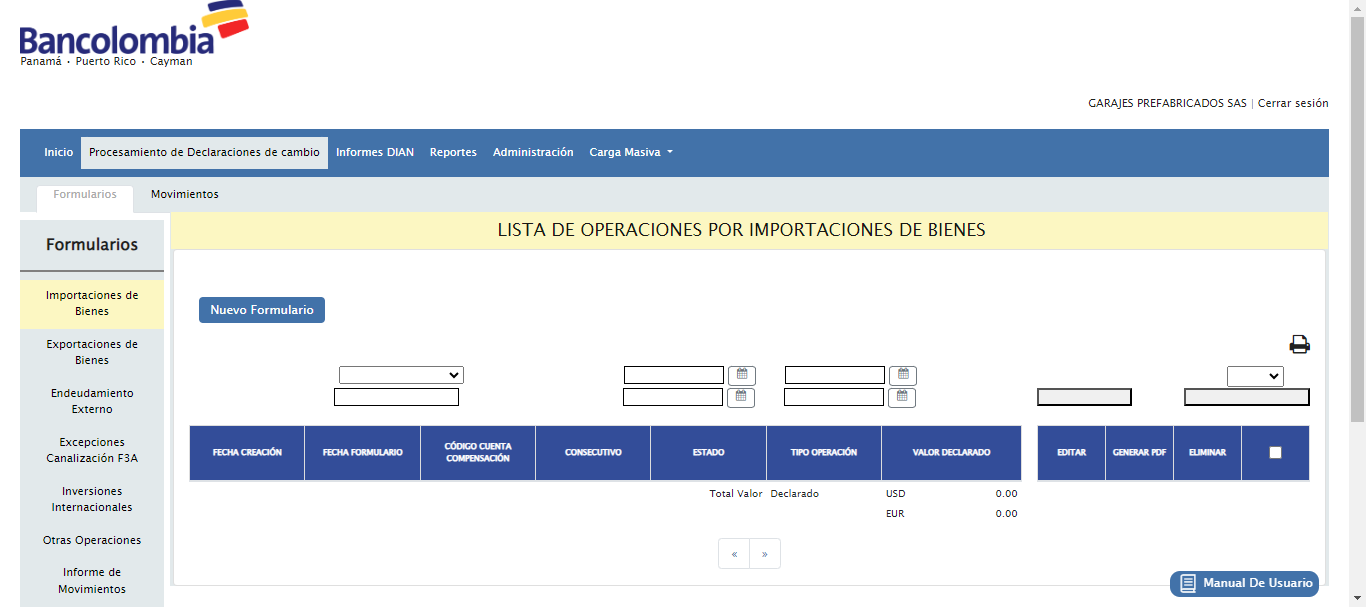 Bancolombia
Panamá · Puerto Rico · Cayman
GARAJES PREFABRICADOS SAS | Cerrar sesión
Inicio Procesamiento de Declaraciones de cambio Informes DIAN Reportes Administración Carga Masiva
Formularios Movimientos
Formularios
Importaciones de
Bienes
Exportaciones de
Bienes
Endeudamiento
Externo
Excepciones
Canalización F3A
Inversiones
Internacionales
Otras Operaciones
Informe de
Movimientos
LISTA DE OPERACIONES POR IMPORTACIONES DE BIENES
Nuevo Formulario
FECHA CREACIÓN FECHA FORMULARIO CÓDIGO CUENTA COMPENSACIÓN CONSECUTIVO ESTADO TIPO OPERACIÓN VALOR DECLARADO EDITAR GENERAR PDF ELIMINAR
Total Valor Declarado USD 0.00
EUR 0.00
« »
Manual De Usuario